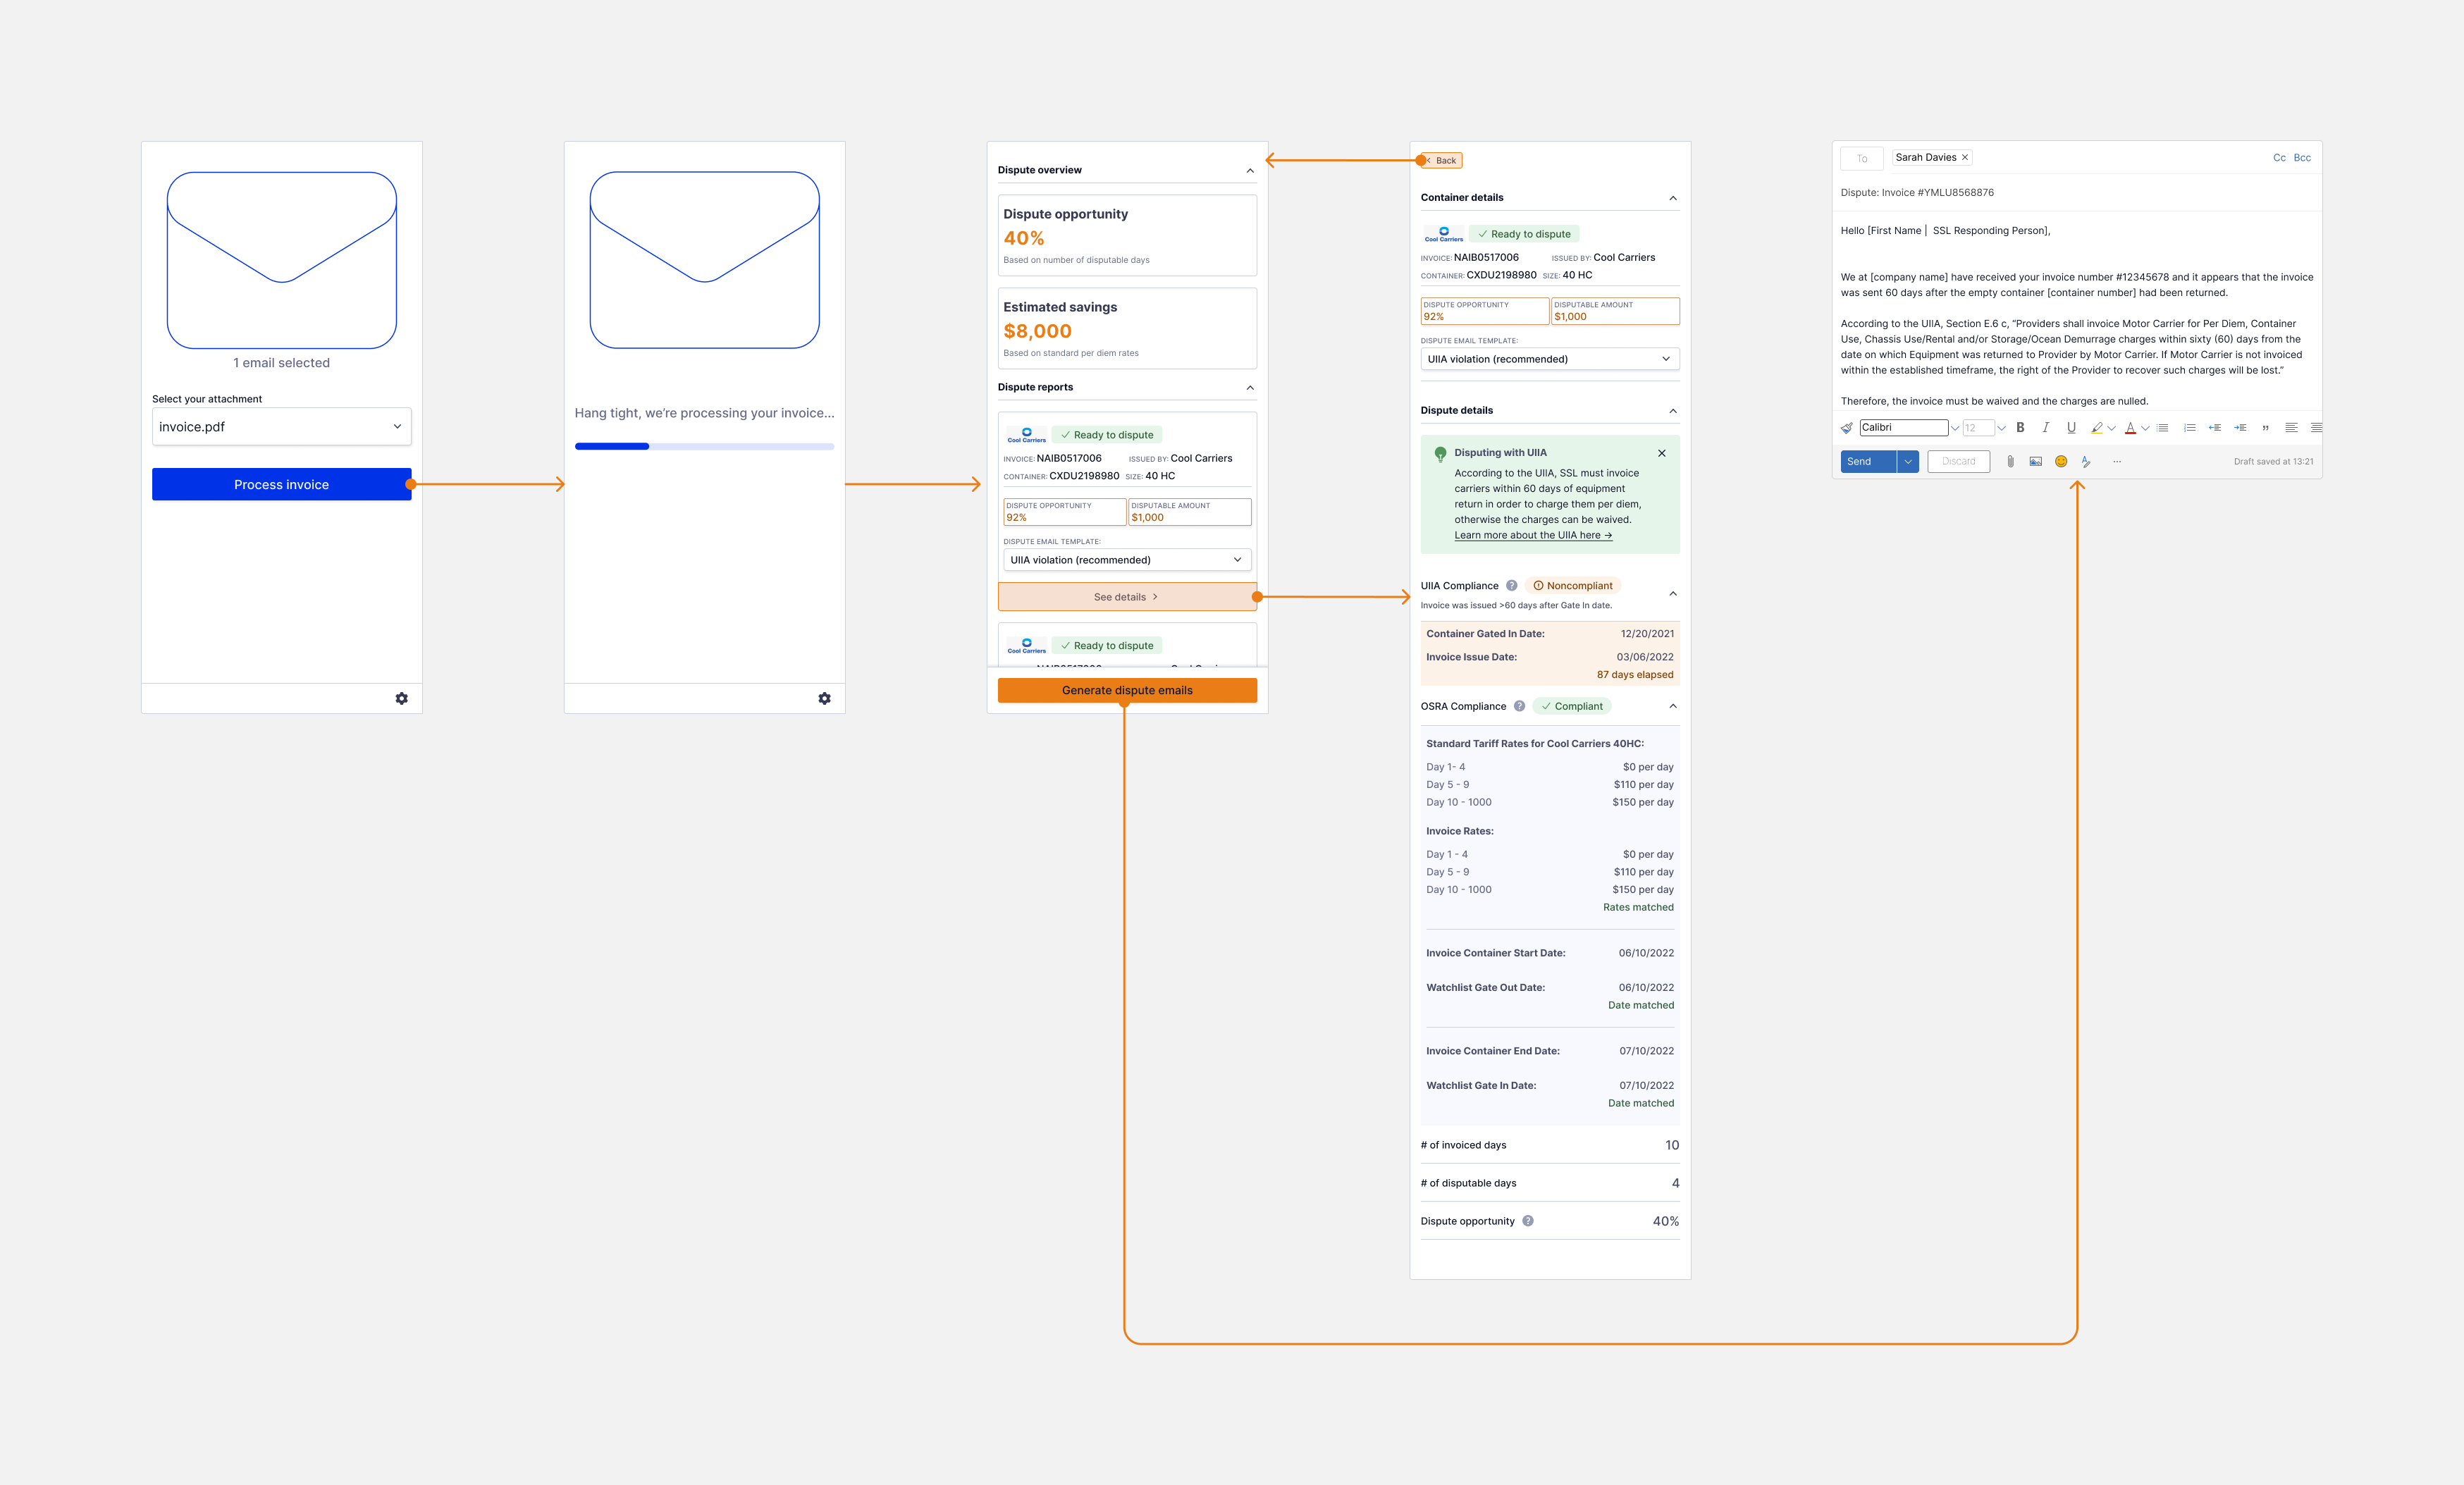 1 email selected
Select your attachment
invoice.pdf
Process invoice
Hang tight, we're processing your invoice...
Dispute overview
Dispute opportunity
40%
Based on number of disputable days
Estimated savings
$8,000
Based on standard per diem rates
Dispute reports
Cool Carriers
Ready to dispute
INVOICE: NAIB0517006 ISSUED BY: Cool Carriers
CONTAINER: CXDU2198980 SIZE: 40 HC
DISPUTE OPPORTUNITY
92%
DISPUTABLE AMOUNT
$1,000
DISPUTE EMAIL TEMPLATE:
UIIA violation (recommended)
See details
Cool Carriers
Ready to dispute
Generate dispute emails
Back
Container details
Cool Carriers
Ready to dispute
INVOICE: NAIB0517006 ISSUED BY: Cool Carriers
CONTAINER: CXDU2198980 SIZE: 40 HC
DISPUTE OPPORTUNITY
92%
DISPUTABLE AMOUNT
$1,000
DISPUTE EMAIL TEMPLATE:
UIIA violation (recommended)
Dispute details
Disputing with UIIA
According to the UIIA, SSL must invoice
carriers within 60 days of equipment
return in order to charge them per diem,
otherwise the charges can be waived.
Learn more about the UIIA here →
UIIA Compliance ? Noncompliant
Invoice was issued >60 days after Gate In date.
Container Gated In Date: 12/20/2021
Invoice Issue Date: 03/06/2022
87 days elapsed
OSRA Compliance ? Compliant
Standard Tariff Rates for Cool Carriers 40HC:
Day 1- 4 $0 per day
Day 5 - 9 $110 per day
Day 10 - 1000 $150 per day
Invoice Rates:
Day 1 - 4 $0 per day
Day 5 - 9 $110 per day
Day 10 - 1000 $150 per day
Rates matched
Invoice Container Start Date: 06/10/2022
Watchlist Gate Out Date: 06/10/2022
Date matched
Invoice Container End Date: 07/10/2022
Watchlist Gate In Date: 07/10/2022
Date matched
# of invoiced days 10
# of disputable days 4
Dispute opportunity ? 40%
To Sarah Davies Cc Bcc
Dispute: Invoice #YMLU8568876
Hello [First Name | SSL Responding Person],
We at [company name] have received your invoice number #12345678 and it appears that the invoice
was sent 60 days after the empty container [container number] had been returned.
According to the UIIA, Section E.6 c, “Providers shall invoice Motor Carrier for Per Diem, Container
Use, Chassis Use/Rental and/or Storage/Ocean Demurrage charges within sixty (60) days from the
date on which Equipment was returned to Provider by Motor Carrier. If Motor Carrier is not invoiced
within the established timeframe, the right of the Provider to recover such charges will be lost.”
Therefore, the invoice must be waived and the charges are nulled.
Calibri 12 B I U A
Send Discard Draft saved at 13:21